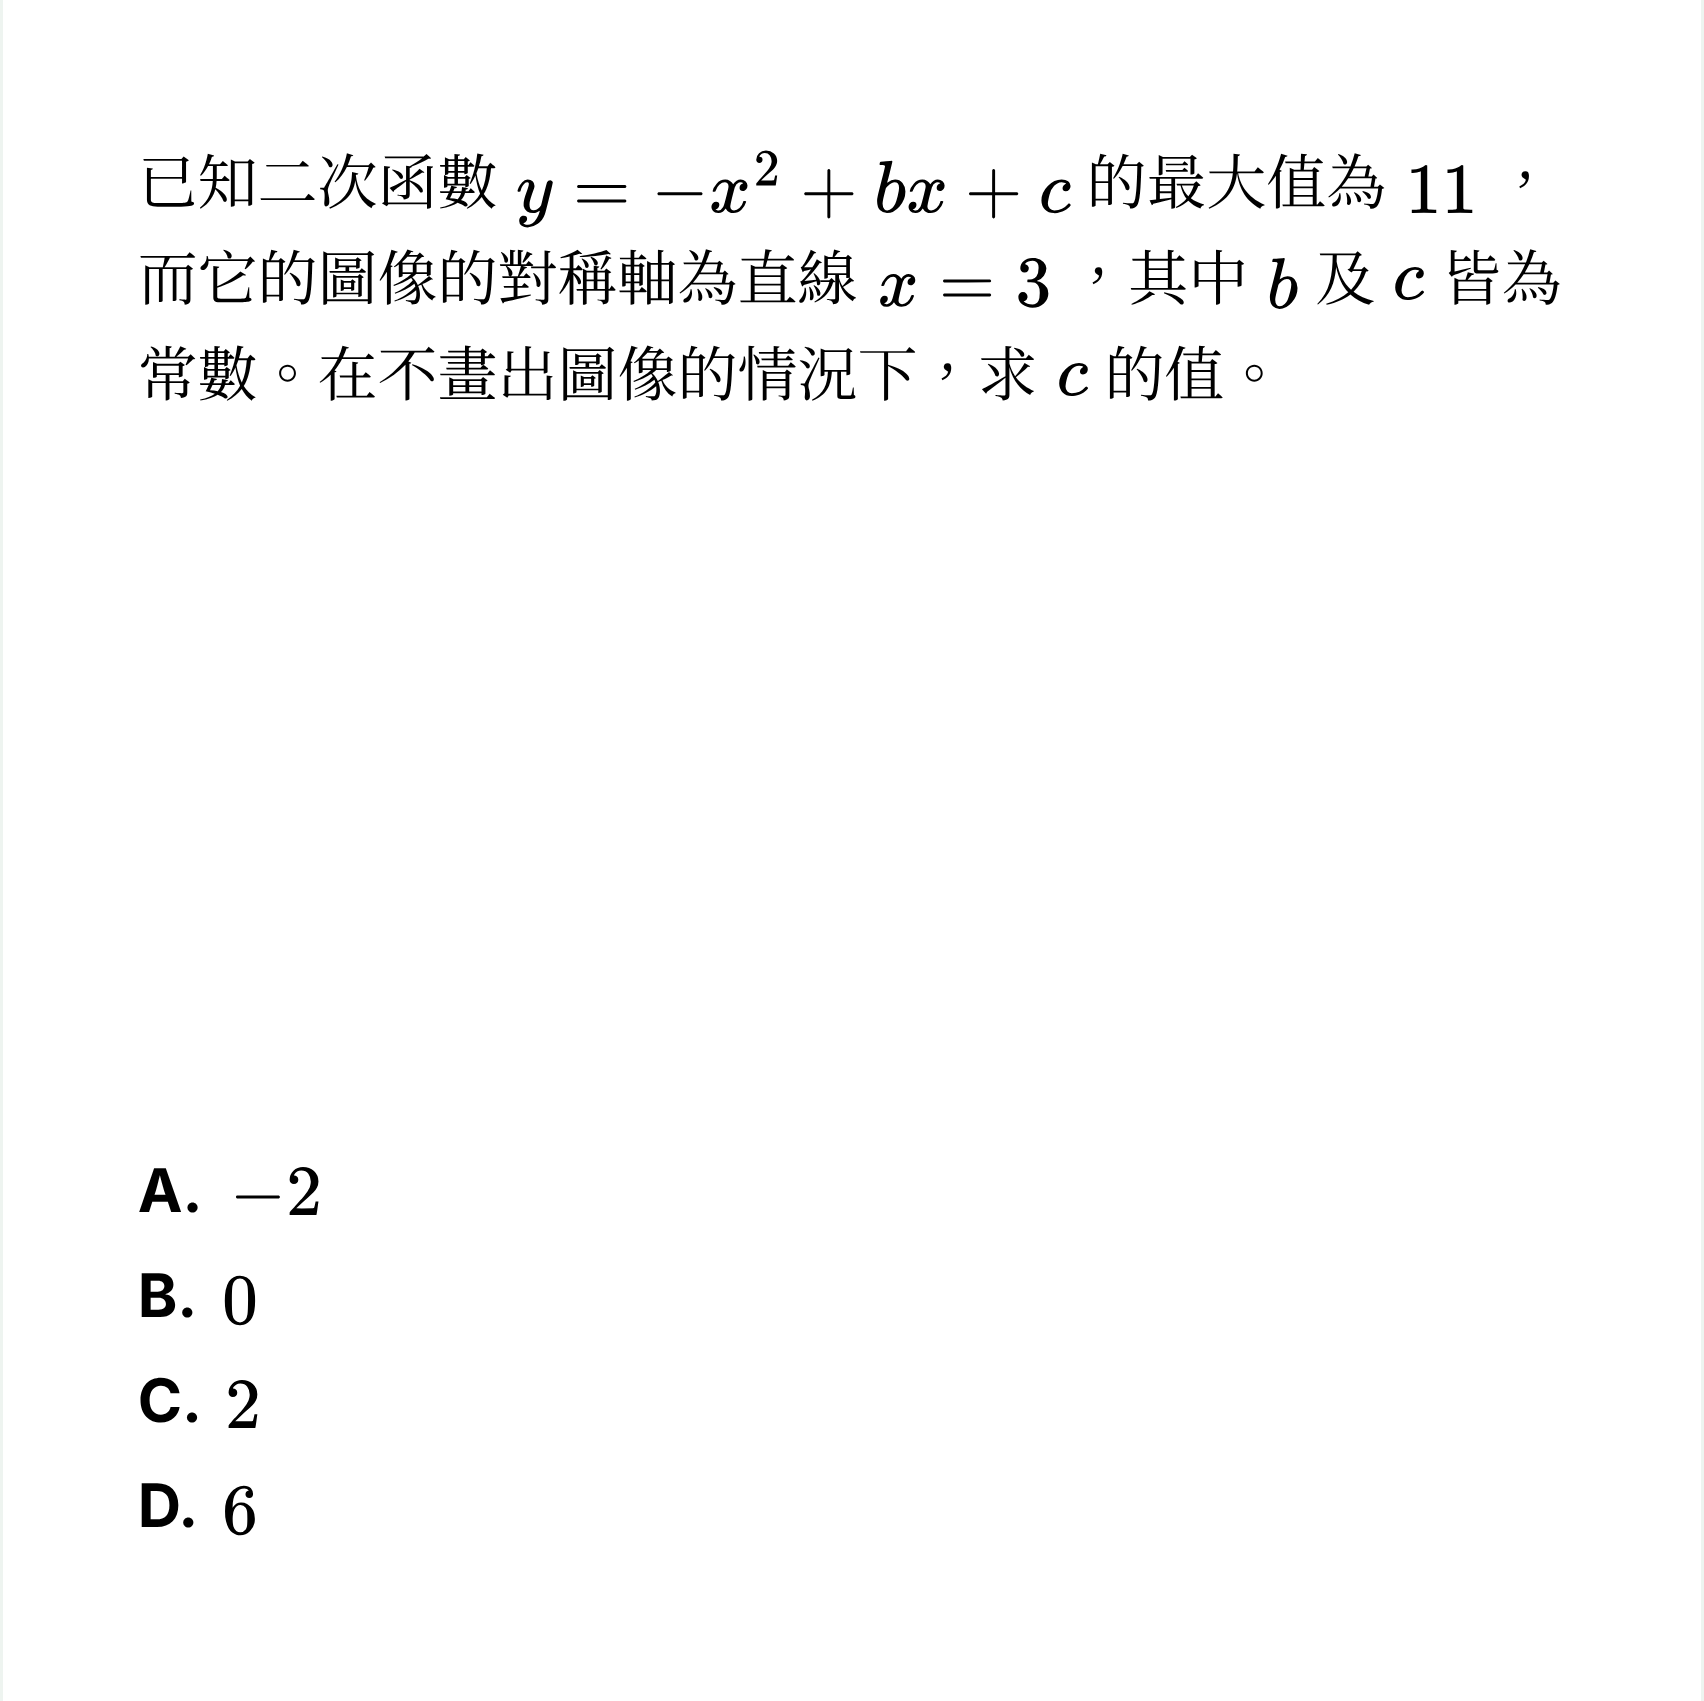 已知二次函數 y = −x² + bx + c 的最大值為 11 ，
而它的圖像的對稱軸為直線 x = 3 ，其中 b 及 c 皆為
常數。在不畫出圖像的情況下，求 c 的值。
A. −2
B. 0
C. 2
D. 6